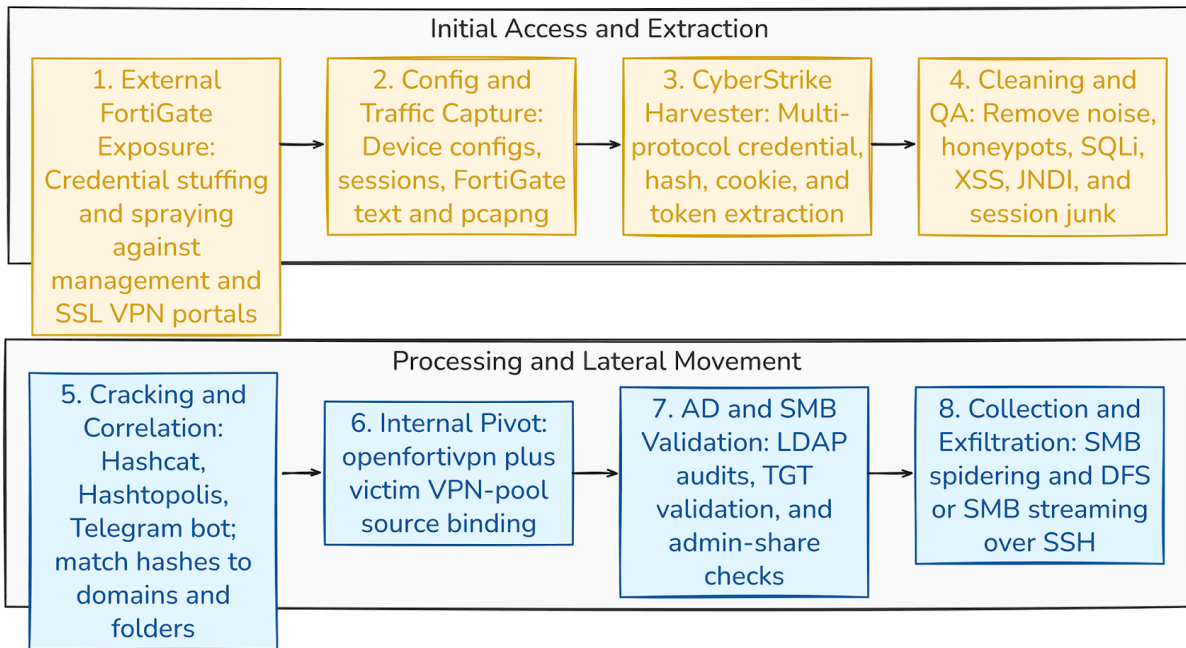 Initial Access and Extraction
1. External
FortiGate
Exposure:
Credential stuffing
and spraying
against
management and
SSL VPN portals
2. Config and
Traffic Capture:
Device configs,
sessions, FortiGate
text and pcapng
3. CyberStrike
Harvester: Multi-
protocol credential,
hash, cookie, and
token extraction
4. Cleaning and
QA: Remove noise,
honeypots, SQLi,
XSS, JNDI, and
session junk
Processing and Lateral Movement
5. Cracking and
Correlation:
Hashcat,
Hashtopolis,
Telegram bot;
match hashes to
domains and
folders
6. Internal Pivot:
openfortivpn plus
victim VPN-pool
source binding
7. AD and SMB
Validation: LDAP
audits, TGT
validation, and
admin-share
checks
8. Collection and
Exfiltration: SMB
spidering and DFS
or SMB streaming
over SSH